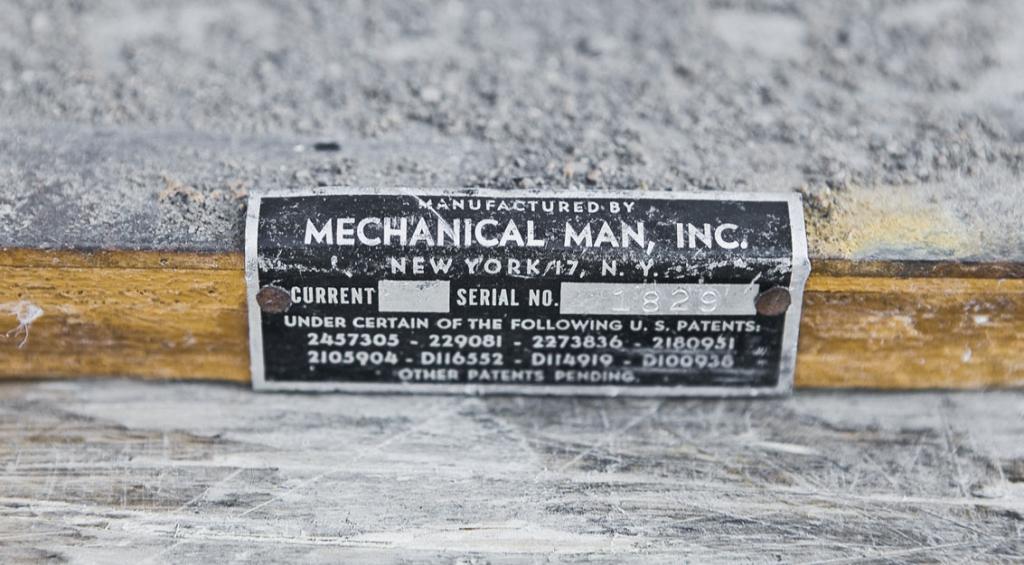 MANUFACTURED BY
MECHANICAL MAN, INC.
NEW YORK 17, N. Y.
CURRENT SERIAL NO. 1829
UNDER CERTAIN OF THE FOLLOWING U. S. PATENTS:
2457305 - 229081 - 2273836 - 2180951
2105904 - D116552 - D114919 - D100938
OTHER PATENTS PENDING